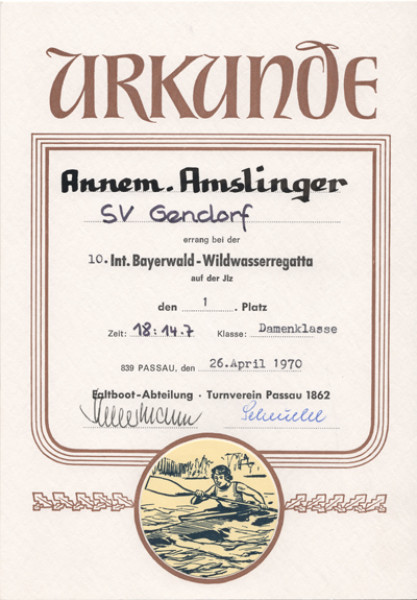 URKUNDE
Annem. Amslinger
SV Gendorf
errang bei der
10. Int. Bayerwald-Wildwasserregatta
auf der Jlz
den 1 . Platz
Zeit: 18:14.7 Klasse: Damenklasse
839 PASSAU, den 26.April 1970
Faltboot-Abteilung · Turnverein Passau 1862